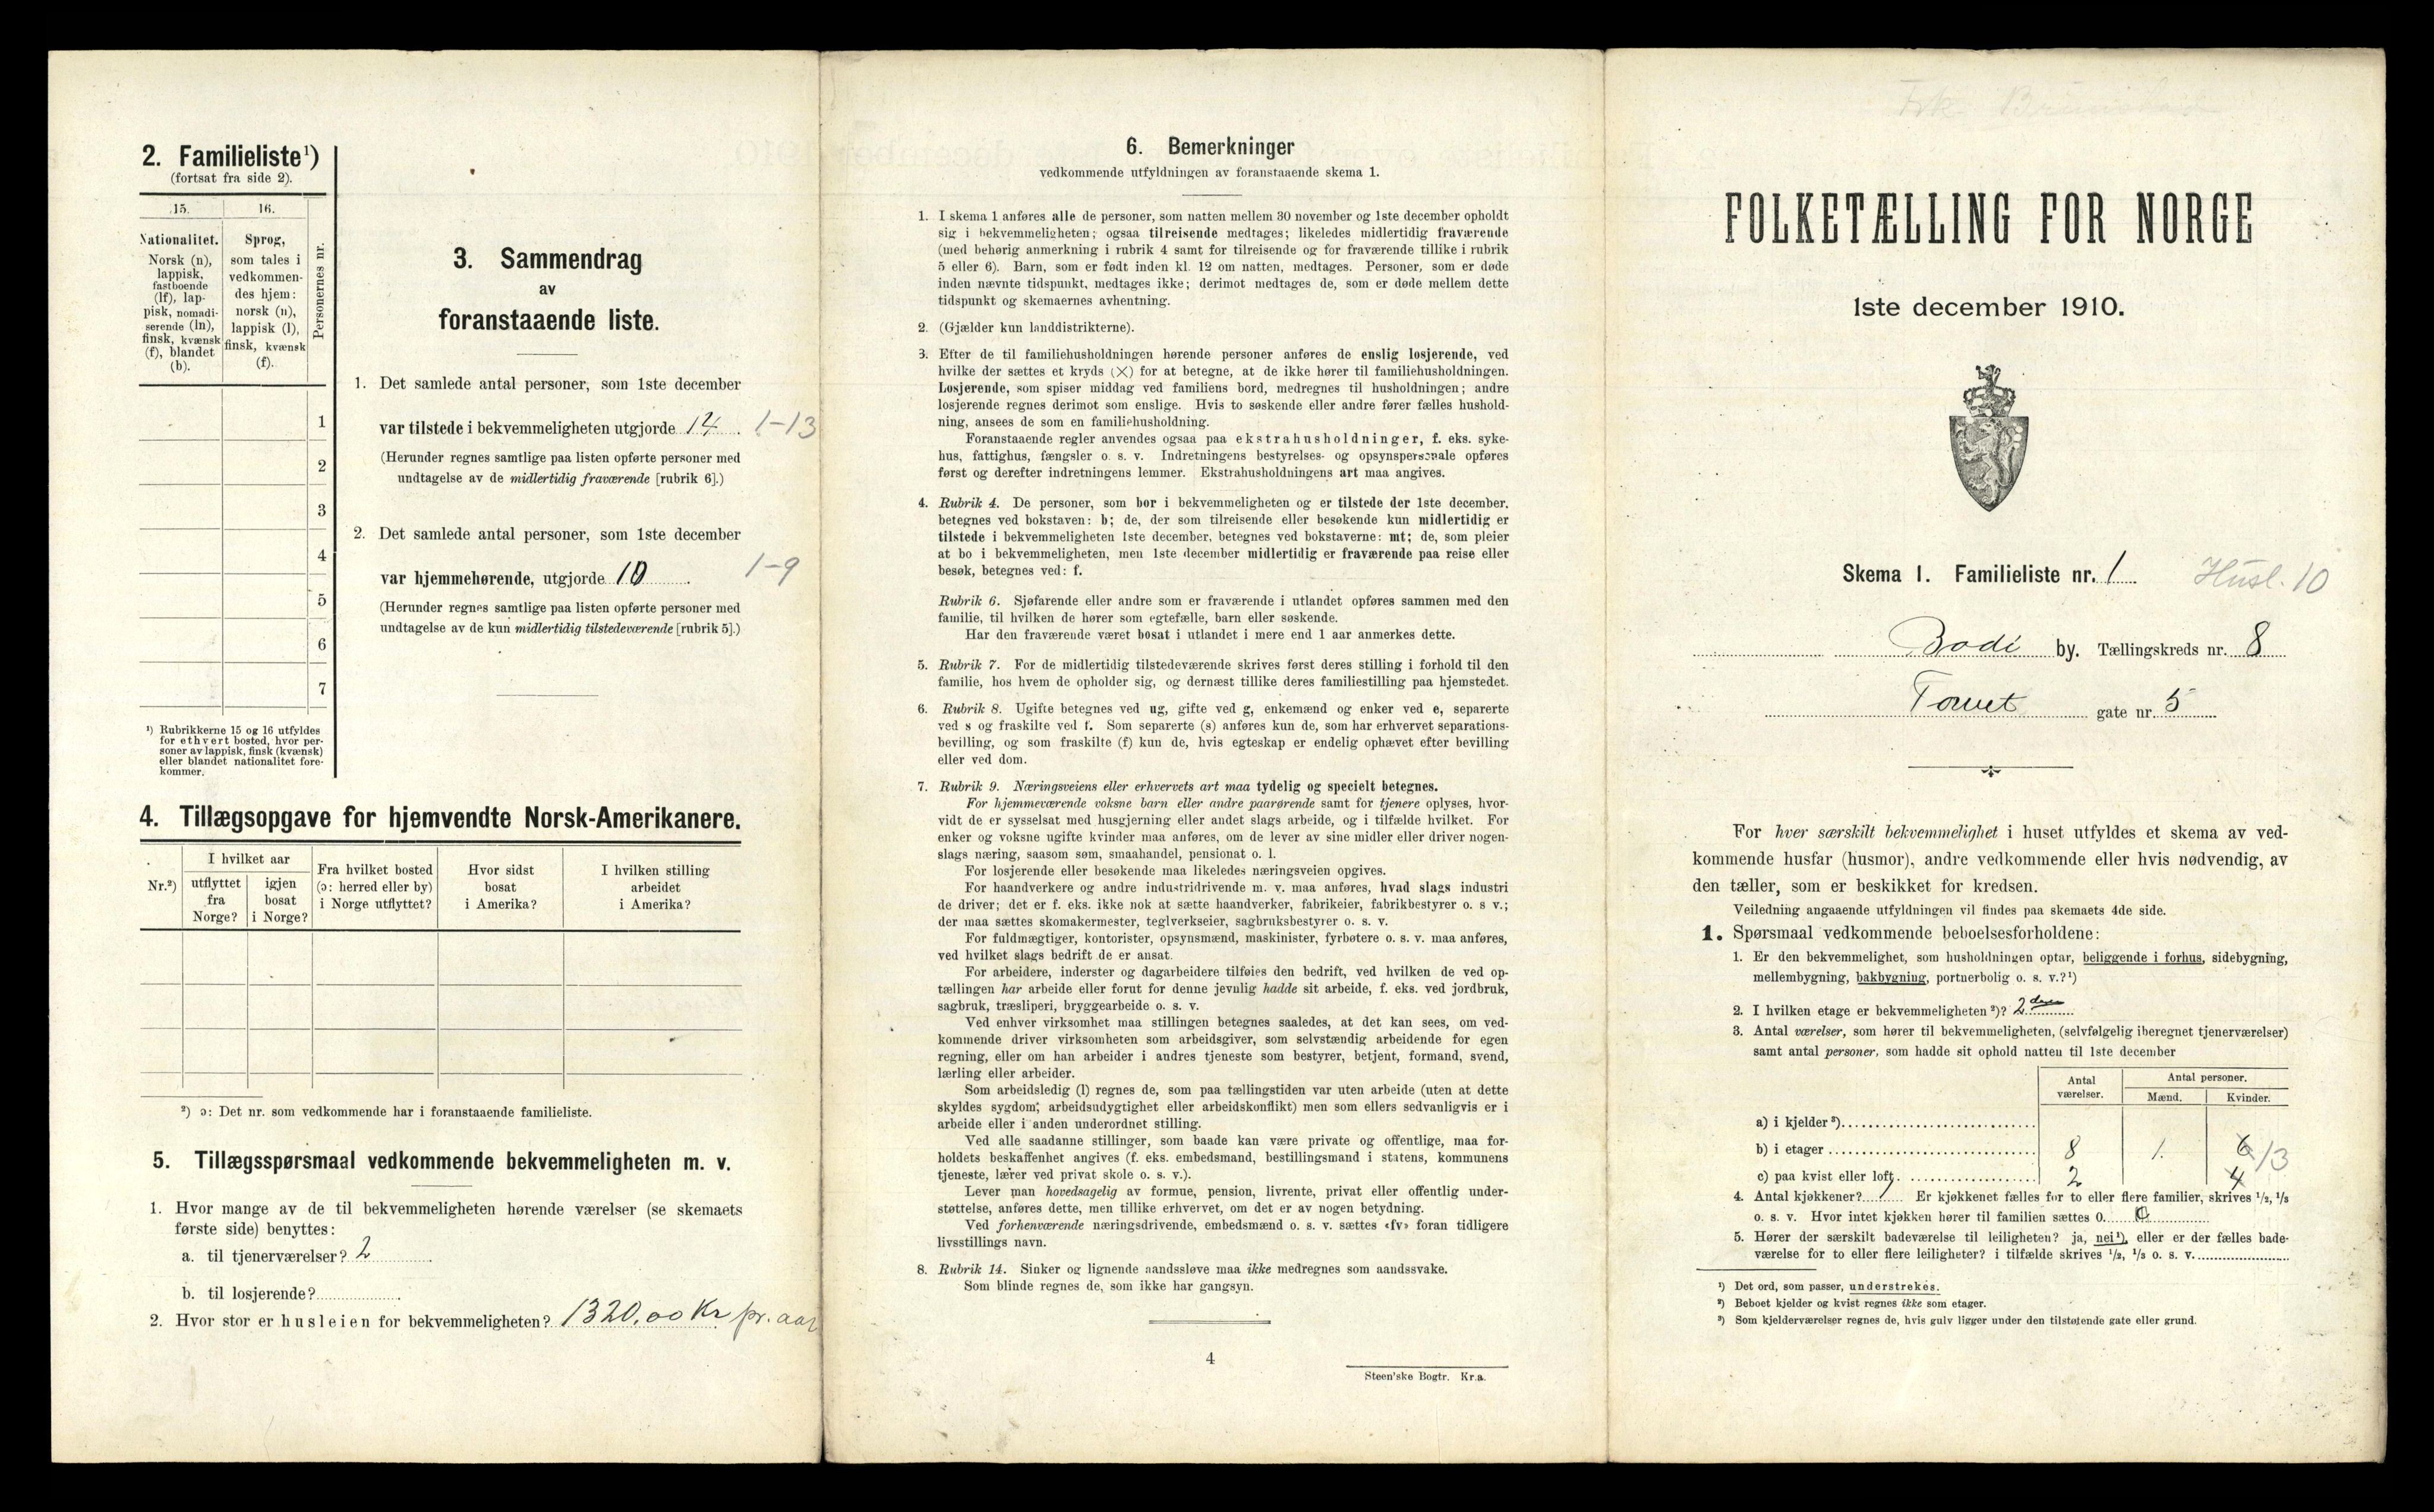 2. Familieliste¹)
(fortsat fra side 2).
15.
16.
Personernes nr.
Nationalitet.
Norsk (n),
lappisk,
fastboende
(lf), lap-
pisk, nomadi-
serende (ln),
finsk, kvænsk
(f), blandet
(b).
Sprog,
som tales i
vedkommen-
des hjem:
norsk (n),
lappisk (l),
finsk, kvænsk
(f).
1
2
3
4
5
6
7
¹) Rubrikkerne 15 og 16 utfyldes
for ethvert bosted, hvor per-
soner av lappisk, finsk (kvænsk)
eller blandet nationalitet fore-
kommer.
3. Sammendrag
av
foranstaaende liste.
1. Det samlede antal personer, som 1ste december
var tilstede i bekvemmeligheten utgjorde 14. 1-13
(Herunder regnes samtlige paa listen opførte personer med
undtagelse av de midlertidig fraværende [rubrik 6].)
2. Det samlede antal personer, som 1ste december
var hjemmehørende, utgjorde 10. 1-9
(Herunder regnes samtlige paa listen opførte personer med
undtagelse av de kun midlertidig tilstedeværende [rubrik 5].)
4. Tillægsopgave for hjemvendte Norsk-Amerikanere.
Nr.²)
I hvilket aar
utflyttet
fra
Norge?
igjen
bosat
i Norge?
Fra hvilket bosted
(ɔ: herred eller by)
i Norge utflyttet?
Hvor sidst
bosat
i Amerika?
I hvilken stilling
arbeidet
i Amerika?
²) ɔ: Det nr. som vedkommende har i foranstaaende familieliste.
5. Tillægsspørsmaal vedkommende bekvemmeligheten m. v.
1. Hvor mange av de til bekvemmeligheten hørende værelser (se skemaets
første side) benyttes:
a. til tjenerværelser? 2
b. til losjerende?
2. Hvor stor er husleien for bekvemmeligheten? 1320,00 Kr pr. aar
6. Bemerkninger
vedkommende utfyldningen av foranstaaende skema 1.
1. I skema 1 anføres alle de personer, som natten mellem 30 november og 1ste december opholdt
sig i bekvemmeligheten; ogsaa tilreisende medtages; likeledes midlertidig fraværende
(med behørig anmerkning i rubrik 4 samt for tilreisende og for fraværende tillike i rubrik
5 eller 6). Barn, som er født inden kl. 12 om natten, medtages. Personer, som er døde
inden nævnte tidspunkt, medtages ikke; derimot medtages de, som er døde mellem dette
tidspunkt og skemaernes avhentning.
2. (Gjælder kun landdistrikterne).
3. Efter de til familiehusholdningen hørende personer anføres de enslig losjerende, ved
hvilke der sættes et kryds (×) for at betegne, at de ikke hører til familiehusholdningen.
Losjerende, som spiser middag ved familiens bord, medregnes til husholdningen; andre
losjerende regnes derimot som enslige. Hvis to søskende eller andre fører fælles hushold-
ning, ansees de som en familiehusholdning.
Foranstaaende regler anvendes ogsaa paa ekstrahusholdninger, f. eks. syke-
hus, fattighus, fængsler o. s. v. Indretningens bestyrelses- og opsynspersonale opføres
først og derefter indretningens lemmer. Ekstrahusholdningens art maa angives.
4. Rubrik 4. De personer, som bor i bekvemmeligheten og er tilstede der 1ste december,
betegnes ved bokstaven: b; de, der som tilreisende eller besøkende kun midlertidig er
tilstede i bekvemmeligheten 1ste december, betegnes ved bokstaverne: mt; de, som pleier
at bo i bekvemmeligheten, men 1ste december midlertidig er fraværende paa reise eller
besøk, betegnes ved: f.
Rubrik 6. Sjøfarende eller andre som er fraværende i utlandet opføres sammen med den
familie, til hvilken de hører som egtefælle, barn eller søskende.
Har den fraværende været bosat i utlandet i mere end 1 aar anmerkes dette.
5. Rubrik 7. For de midlertidig tilstedeværende skrives først deres stilling i forhold til den
familie, hos hvem de opholder sig, og dernæst tillike deres familiestilling paa hjemstedet.
6. Rubrik 8. Ugifte betegnes ved ug, gifte ved g, enkemænd og enker ved e, separerte
ved s og fraskilte ved f. Som separerte (s) anføres kun de, som har erhvervet separations-
bevilling, og som fraskilte (f) kun de, hvis egteskap er endelig ophævet efter bevilling
eller ved dom.
7. Rubrik 9. Næringsveiens eller erhvervets art maa tydelig og specielt betegnes.
For hjemmeværende voksne barn eller andre paarørende samt for tjenere oplyses, hvor-
vidt de er sysselsat med husgjerning eller andet slags arbeide, og i tilfælde hvilket. For
enker og voksne ugifte kvinder maa anføres, om de lever av sine midler eller driver nogen-
slags næring, saasom søm, smaahandel, pensionat o. l.
For losjerende eller besøkende maa likeledes næringsveien opgives.
For haandverkere og andre industridrivende m. v. maa anføres, hvad slags industri
de driver; det er f. eks. ikke nok at sætte haandverker, fabrikeier, fabrikbestyrer o. s v.;
der maa sættes skomakermester, teglverkseier, sagbruksbestyrer o. s. v.
For fuldmægtiger, kontorister, opsynsmænd, maskinister, fyrbøtere o. s. v. maa anføres,
ved hvilket slags bedrift de er ansat.
For arbeidere, inderster og dagarbeidere tilføies den bedrift, ved hvilken de ved op-
tællingen har arbeide eller forut for denne jevnlig hadde sit arbeide, f. eks. ved jordbruk,
sagbruk, træsliperi, bryggearbeide o. s. v.
Ved enhver virksomhet maa stillingen betegnes saaledes, at det kan sees, om ved-
kommende driver virksomheten som arbeidsgiver, som selvstændig arbeidende for egen
regning, eller om han arbeider i andres tjeneste som bestyrer, betjent, formand, svend,
lærling eller arbeider.
Som arbeidsledig (l) regnes de, som paa tællingstiden var uten arbeide (uten at dette
skyldes sygdom, arbeidsudygtighet eller arbeidskonflikt) men som ellers sedvanligvis er i
arbeide eller i anden underordnet stilling.
Ved alle saadanne stillinger, som baade kan være private og offentlige, maa for-
holdets beskaffenhet angives (f. eks. embedsmand, bestillingsmand i statens, kommunens
tjeneste, lærer ved privat skole o. s. v.).
Lever man hovedsagelig av formue, pension, livrente, privat eller offentlig under-
støttelse, anføres dette, men tillike erhvervet, om det er av nogen betydning.
Ved forhenværende næringsdrivende, embedsmænd o. s. v. sættes «fv» foran tidligere
livsstillings navn.
8. Rubrik 14. Sinker og lignende aandssløve maa ikke medregnes som aandssvake.
Som blinde regnes de, som ikke har gangsyn.
4
Steen'ske Bogtr. Kr.a.
FOLKETÆLLING FOR NORGE
1ste december 1910.
Skema 1. Familieliste nr. 1 Husl. 10
Bodö by. Tællingskreds nr. 8
Torvet gate nr. 5
For hver særskilt bekvemmelighet i huset utfyldes et skema av ved-
kommende husfar (husmor), andre vedkommende eller hvis nødvendig, av
den tæller, som er beskikket for kredsen.
Veiledning angaaende utfyldningen vil findes paa skemaets 4de side.
1. Spørsmaal vedkommende beboelsesforholdene:
1. Er den bekvemmelighet, som husholdningen optar, beliggende i forhus, sidebygning,
mellembygning, bakbygning, portnerbolig o. s. v.?¹)
2. I hvilken etage er bekvemmeligheten²)? 2den
3. Antal værelser, som hører til bekvemmeligheten, (selvfølgelig iberegnet tjenerværelser)
samt antal personer, som hadde sit ophold natten til 1ste december
Antal
værelser.
Antal personer.
Mænd.
Kvinder.
a) i kjelder³)
b) i etager 8 1. 6 13
c) paa kvist eller loft 2 4
4. Antal kjøkkener? 1 Er kjøkkenet fælles for to eller flere familier, skrives ¹/₂, ¹/₃
o. s. v. Hvor intet kjøkken hører til familien sættes 0.
5. Hører der særskilt badeværelse til leiligheten? ja, nei¹), eller er der fælles bade-
værelse for to eller flere leiligheter? i tilfælde skrives ¹/₂, ¹/₃ o. s. v.
¹) Det ord, som passer, understrekes.
²) Beboet kjelder og kvist regnes ikke som etager.
³) Som kjelderværelser regnes de, hvis gulv ligger under den tilstøtende gate eller grund.